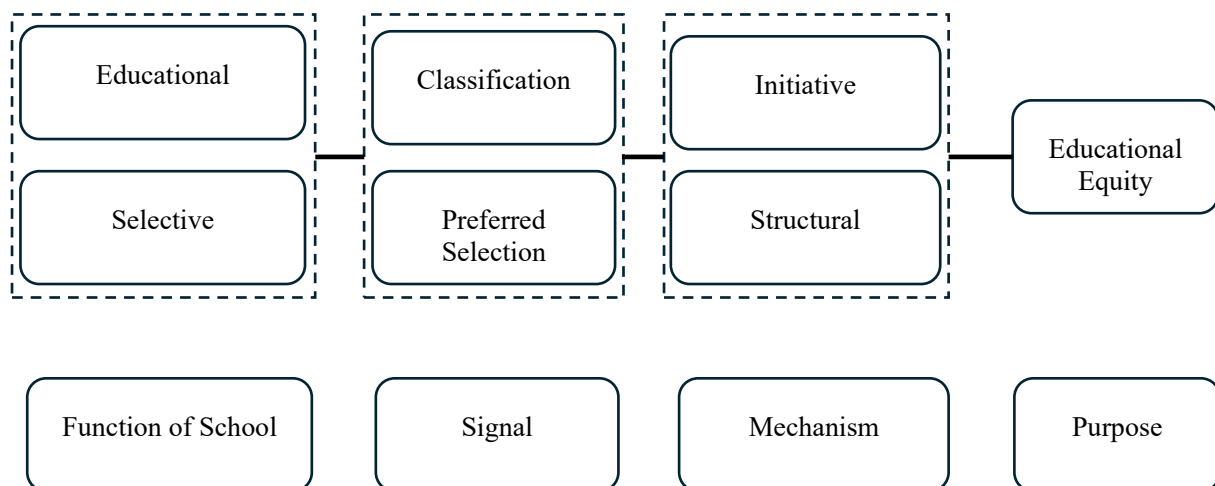 Educational
Classification
Initiative
Educational
Equity
Selective
Preferred
Selection
Structural
Function of School
Signal
Mechanism
Purpose